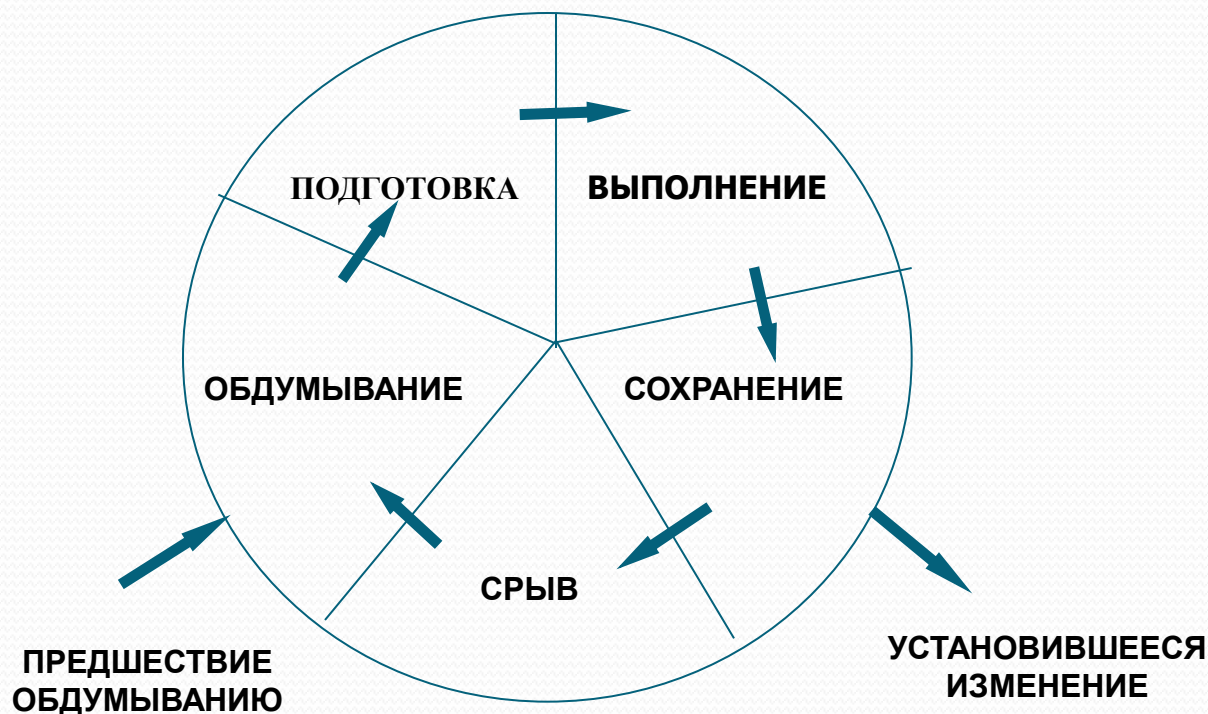 ПОДГОТОВКА
ВЫПОЛНЕНИЕ
ОБДУМЫВАНИЕ
СОХРАНЕНИЕ
СРЫВ
ПРЕДШЕСТВИЕ
ОБДУМЫВАНИЮ
УСТАНОВИВШЕЕСЯ
ИЗМЕНЕНИЕ